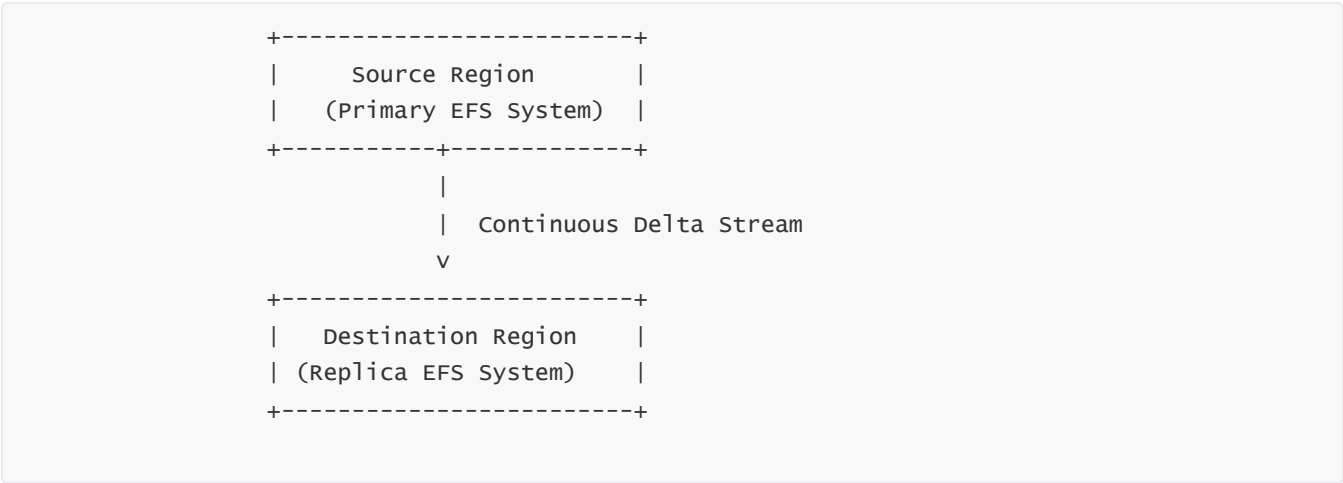 +-------------------------+
|     Source Region       |
|   (Primary EFS System)  |
+-----------+-------------+
            |
            |  Continuous Delta Stream
            v
+-------------------------+
|   Destination Region    |
| (Replica EFS System)    |
+-------------------------+